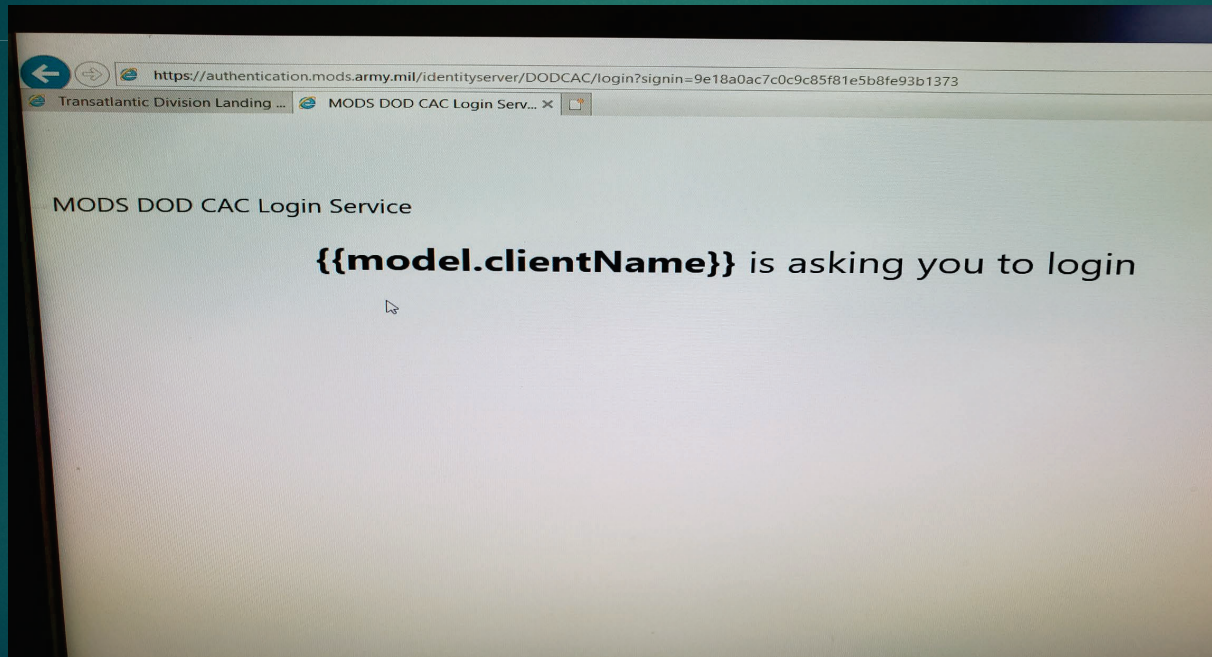 https://authentication.mods.army.mil/identityserver/DODCAC/login?signin=9e18a0ac7c0c9c85f81e5b8fe93b1373
Transatlantic Division Landing ... MODS DOD CAC Login Serv...
MODS DOD CAC Login Service
{{model.clientName}} is asking you to login